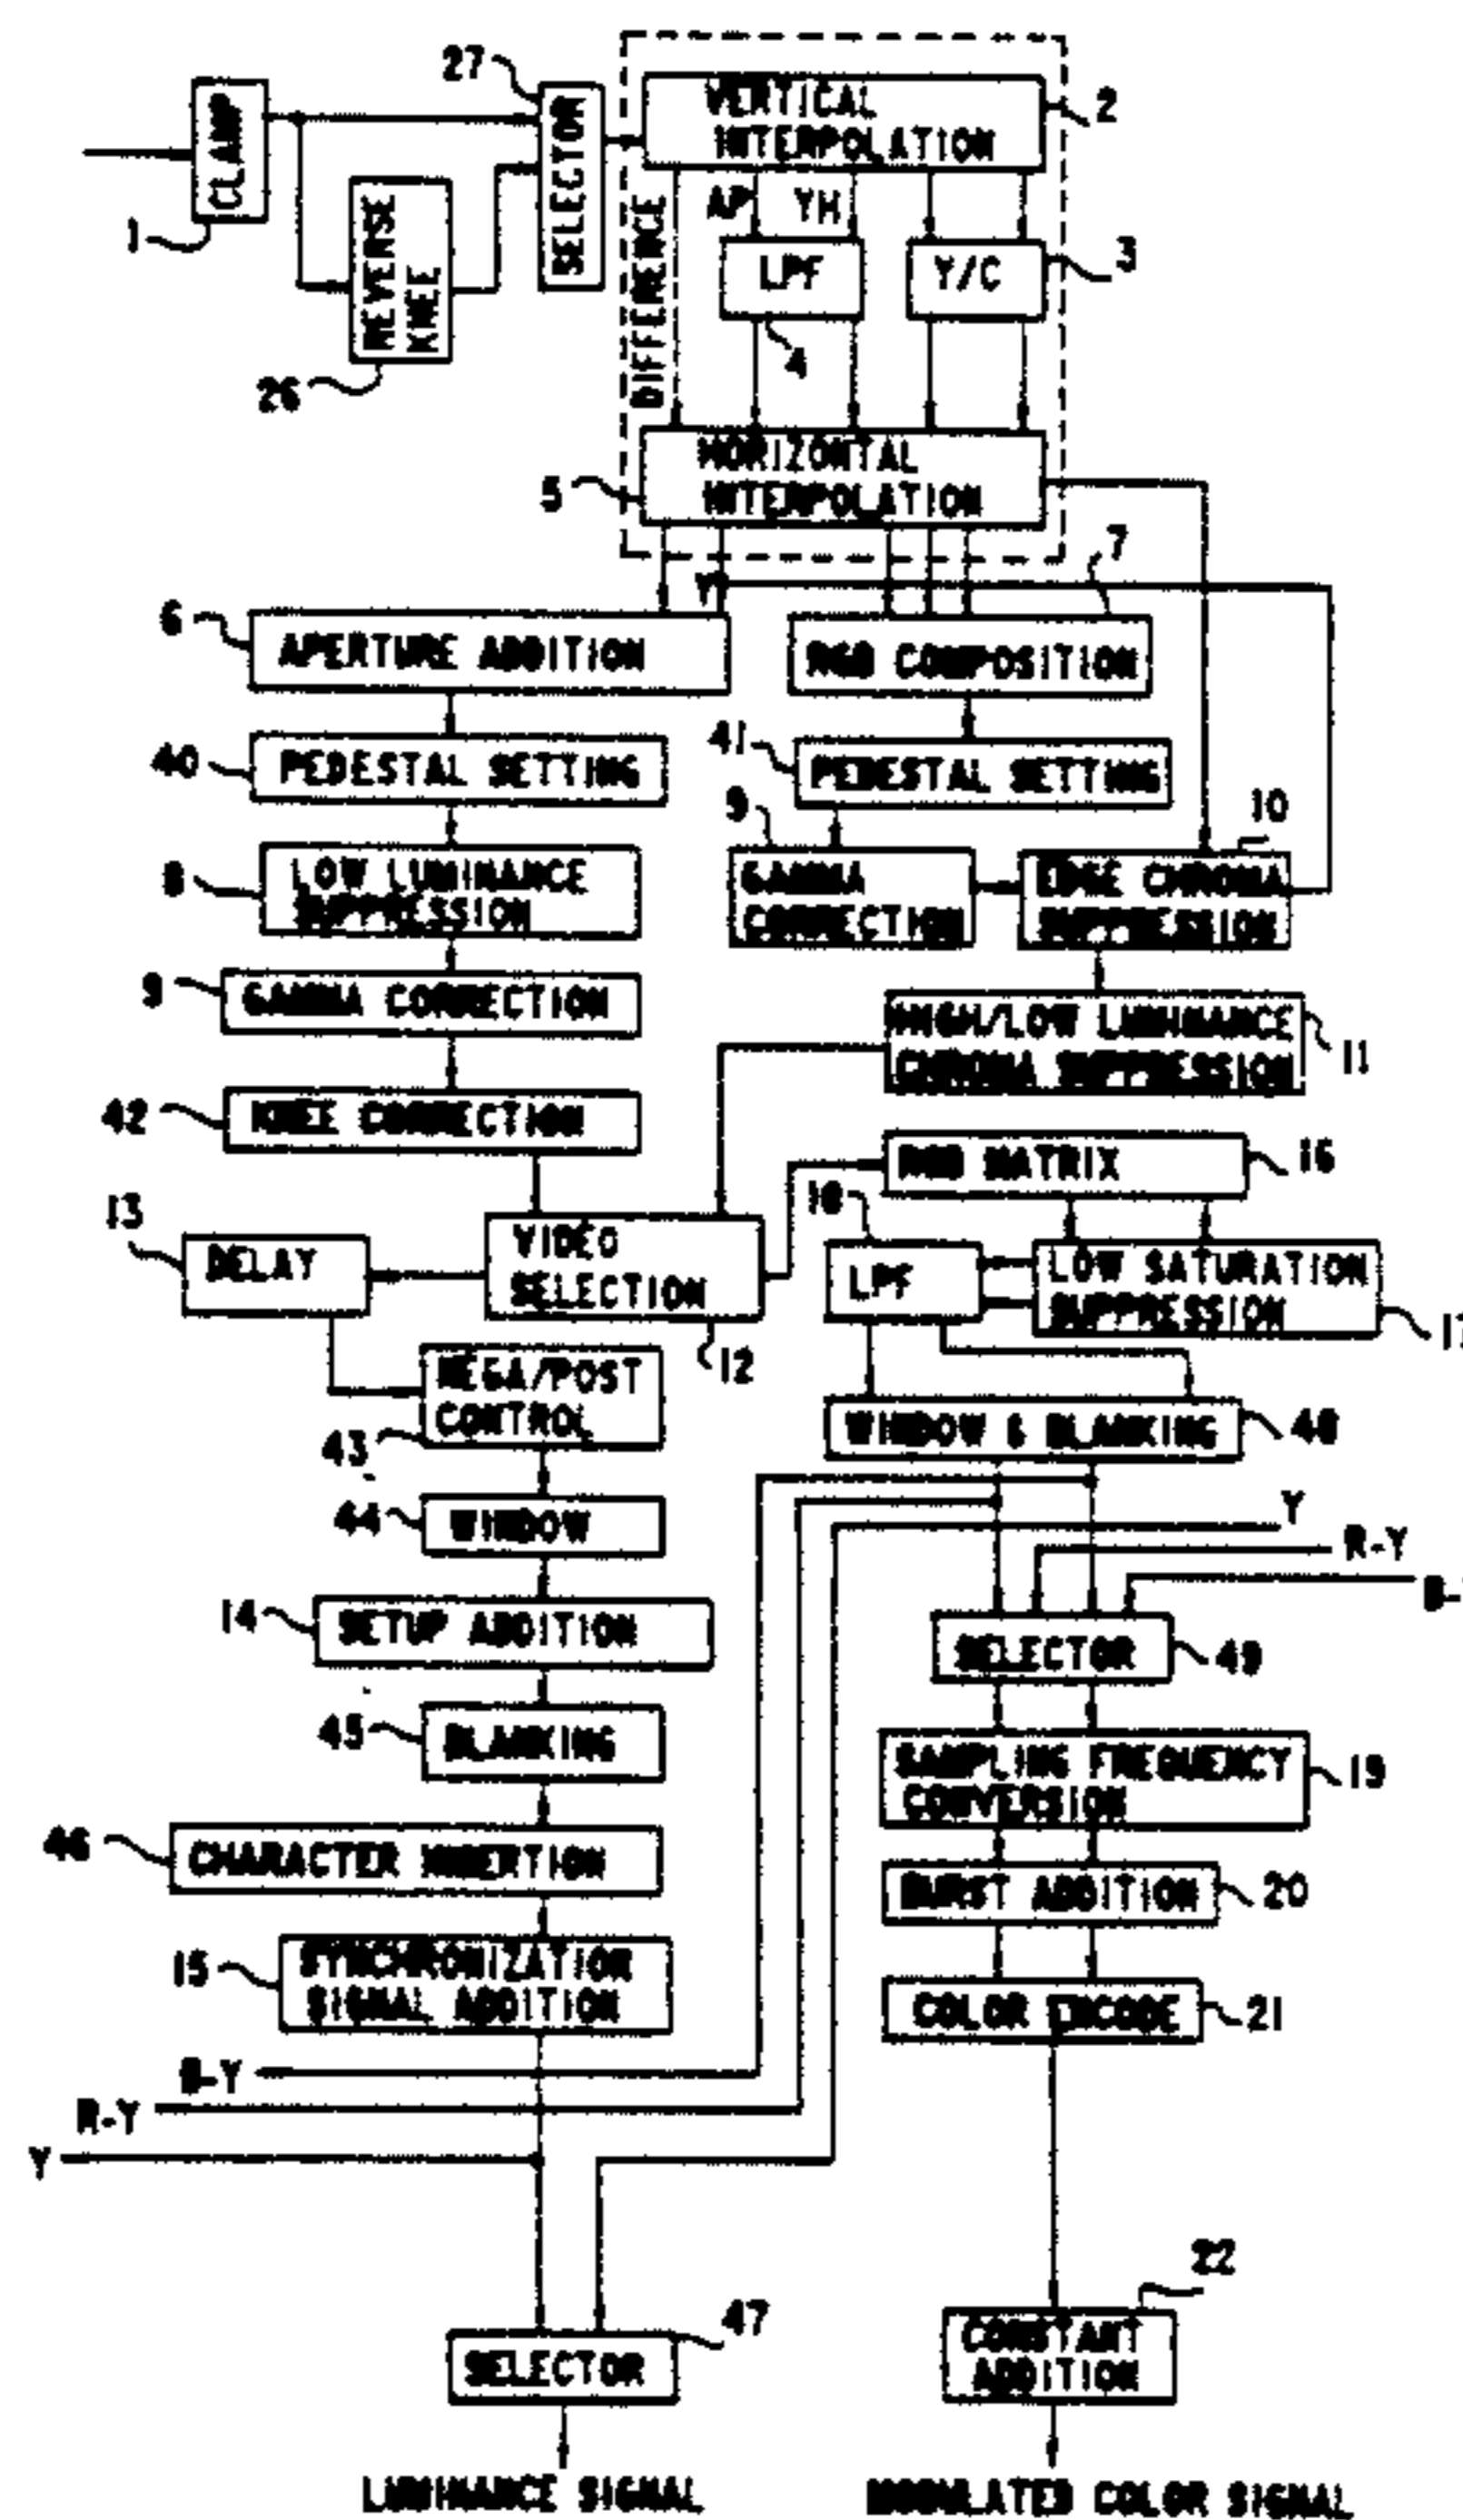 27
CLAMP
1
REVERSE
KNEE
26
SELECTOR
VERTICAL
INTERPOLATION
2
DIFFERENCE
AP
YH
LPF
4
Y/C
3
HORIZONTAL
INTERPOLATION
5
7
Y
6
APERTURE ADDITION
RGB COMPOSITION
40
PEDESTAL SETTING
41
PEDESTAL SETTING
8
LOW LUMINANCE
SUPPRESSION
9
GAMMA
CORRECTION
10
EDGE CHROMA
SUPPRESSION
9
GAMMA CORRECTION
HIGH/LOW LUMINANCE
CHROMA SUPPRESSION
11
42
KNEE CORRECTION
RGB MATRIX
16
13
DELAY
VIDEO
SELECTION
12
18
LPF
LOW SATURATION
SUPPRESSION
NEGA/POST
CONTROL
43
WINDOW & BLANKING
48
44
WINDOW
Y
R-Y
14
SETUP ADDITION
SELECTOR
49
45
BLANKING
SAMPLING FREQUENCY
CONVERSION
19
46
CHARACTER INSERTION
BURST ADDITION
20
15
SYNCHRONIZATION
SIGNAL ADDITION
COLOR ENCODE
21
B-Y
R-Y
Y
22
47
SELECTOR
CONSTANT
ADDITION
LUMINANCE SIGNAL
MODULATED COLOR SIGNAL